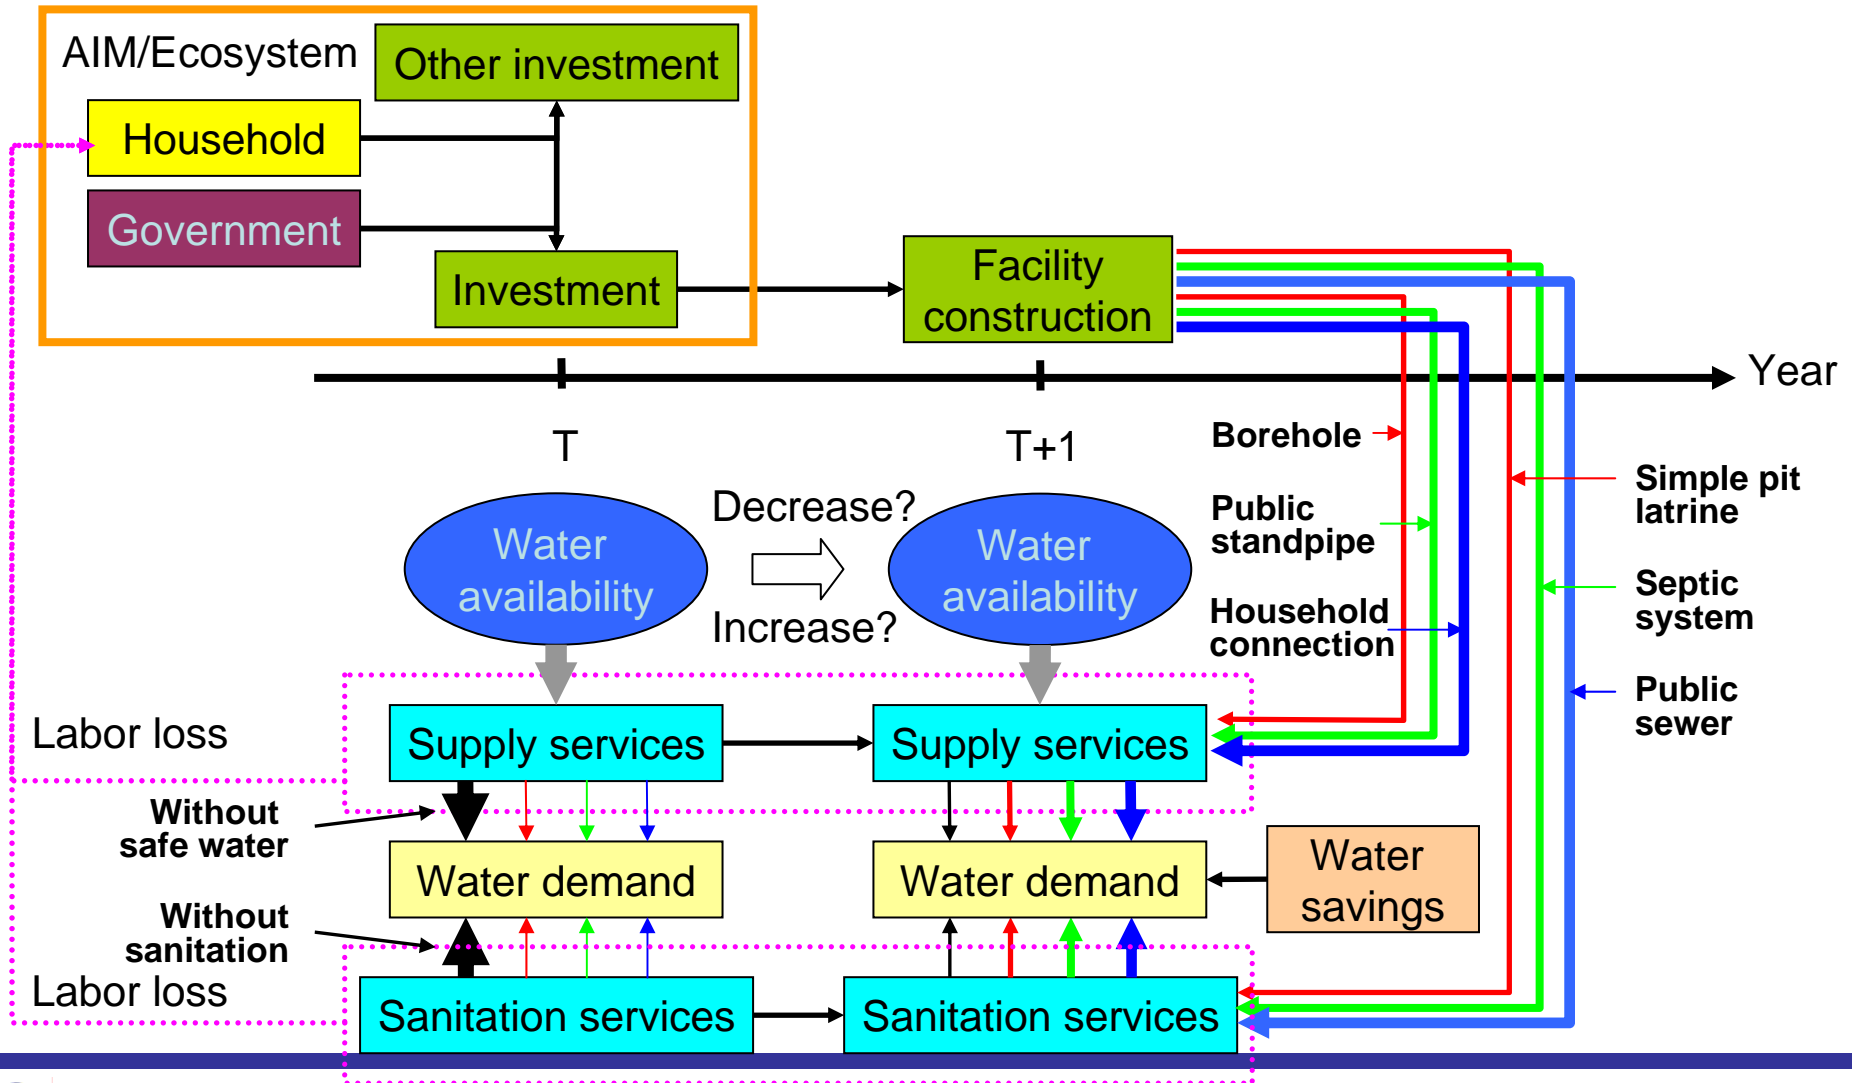 AIM/Ecosystem
Other investment
Household
Government
Investment
Facility
construction
Year
T
T+1
Borehole
Simple pit
latrine
Public
standpipe
Decrease?
Water
availability
Water
availability
Increase?
Septic
system
Household
connection
Public
sewer
Labor loss
Supply services
Supply services
Without
safe water
Water demand
Water demand
Water
savings
Without
sanitation
Labor loss
Sanitation services
Sanitation services